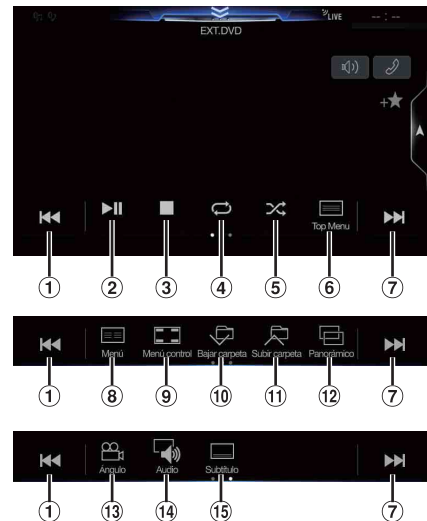 LIVE
-- : --
EXT.DVD
Top Menu
① ② ③ ④ ⑤ ⑥ ⑦
Menú Menú control Bajar carpeta Subir carpeta Panorámico
① ⑧ ⑨ ⑩ ⑪ ⑫ ⑦
Ángulo Audio Subtítulo
① ⑬ ⑭ ⑮ ⑦